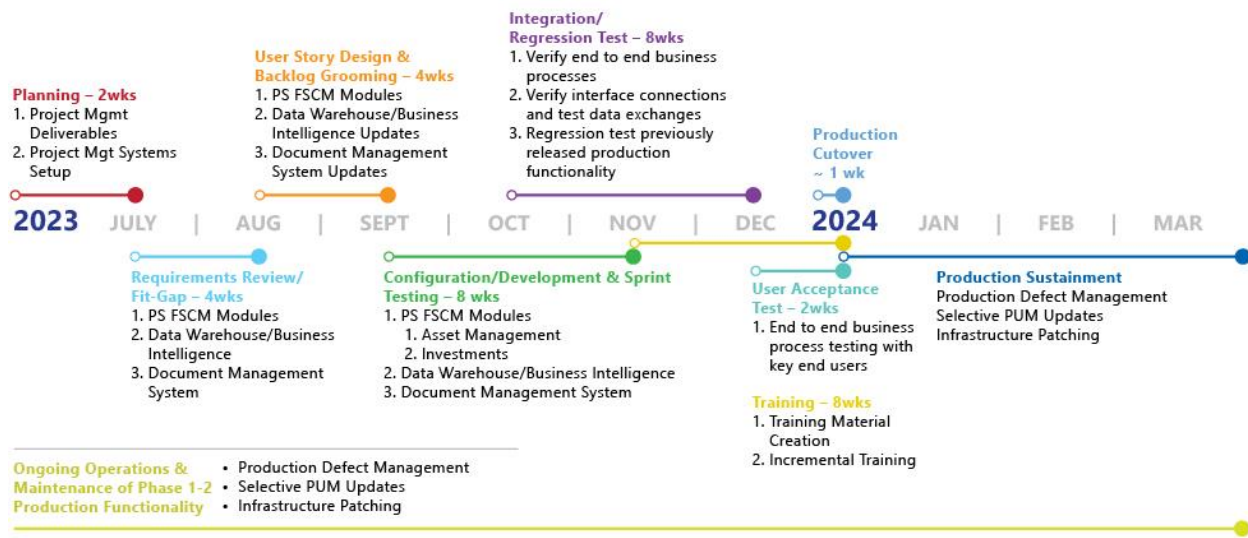 Integration/
Regression Test – 8wks
1. Verify end to end business
processes
2. Verify interface connections
and test data exchanges
3. Regression test previously
released production
functionality
User Story Design &
Backlog Grooming – 4wks
1. PS FSCM Modules
2. Data Warehouse/Business
Intelligence Updates
3. Document Management
System Updates
Planning – 2wks
1. Project Mgmt
Deliverables
2. Project Mgt Systems
Setup
Production
Cutover
~ 1 wk
2023 JULY | AUG | SEPT | OCT | NOV | DEC 2024 JAN | FEB | MAR
Requirements Review/
Fit-Gap – 4wks
1. PS FSCM Modules
2. Data Warehouse/Business
Intelligence
3. Document Management
System
Configuration/Development & Sprint
Testing – 8 wks
1. PS FSCM Modules
1. Asset Management
2. Investments
2. Data Warehouse/Business Intelligence
3. Document Management System
User Acceptance
Test – 2wks
1. End to end business
process testing with
key end users
Training – 8wks
1. Training Material
Creation
2. Incremental Training
Production Sustainment
Production Defect Management
Selective PUM Updates
Infrastructure Patching
Ongoing Operations &
Maintenance of Phase 1-2
Production Functionality
• Production Defect Management
• Selective PUM Updates
• Infrastructure Patching